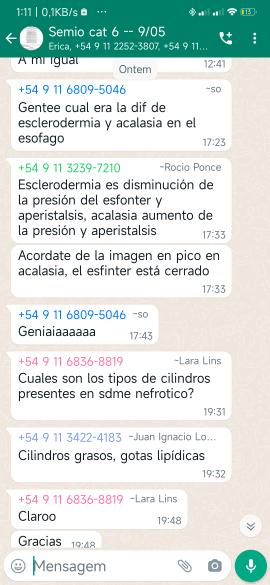 1:11 | 0,1KB/s ...
Semio cat 6 -- 9/05
Erica, +54 9 11 2252-3807, +54 9 11...
A mi igual
12:41
Ontem
+54 9 11 6809-5046 ~so
Gentee cual era la dif de
esclerodermia y acalasia en el
esofago
17:23
+54 9 11 3239-7210 ~Rocio Ponce
Esclerodermia es disminución de
la presión del esfonter y
aperistalsis, acalasia aumento de
la presión y aperistalsis
17:33
Acordate de la imagen en pico en
acalasia, el esfinter está cerrado
17:33
+54 9 11 6809-5046 ~so
Geniaiaaaaaa
17:43
+54 9 11 6836-8819 ~Lara Lins
Cuales son los tipos de cilindros
presentes en sdme nefrotico?
19:31
+54 9 11 3422-4183 ~Juan Ignacio Lo...
Cilindros grasos, gotas lipídicas
19:32
+54 9 11 6836-8819 ~Lara Lins
Claroo
19:48
Gracias 19:48
Mensagem